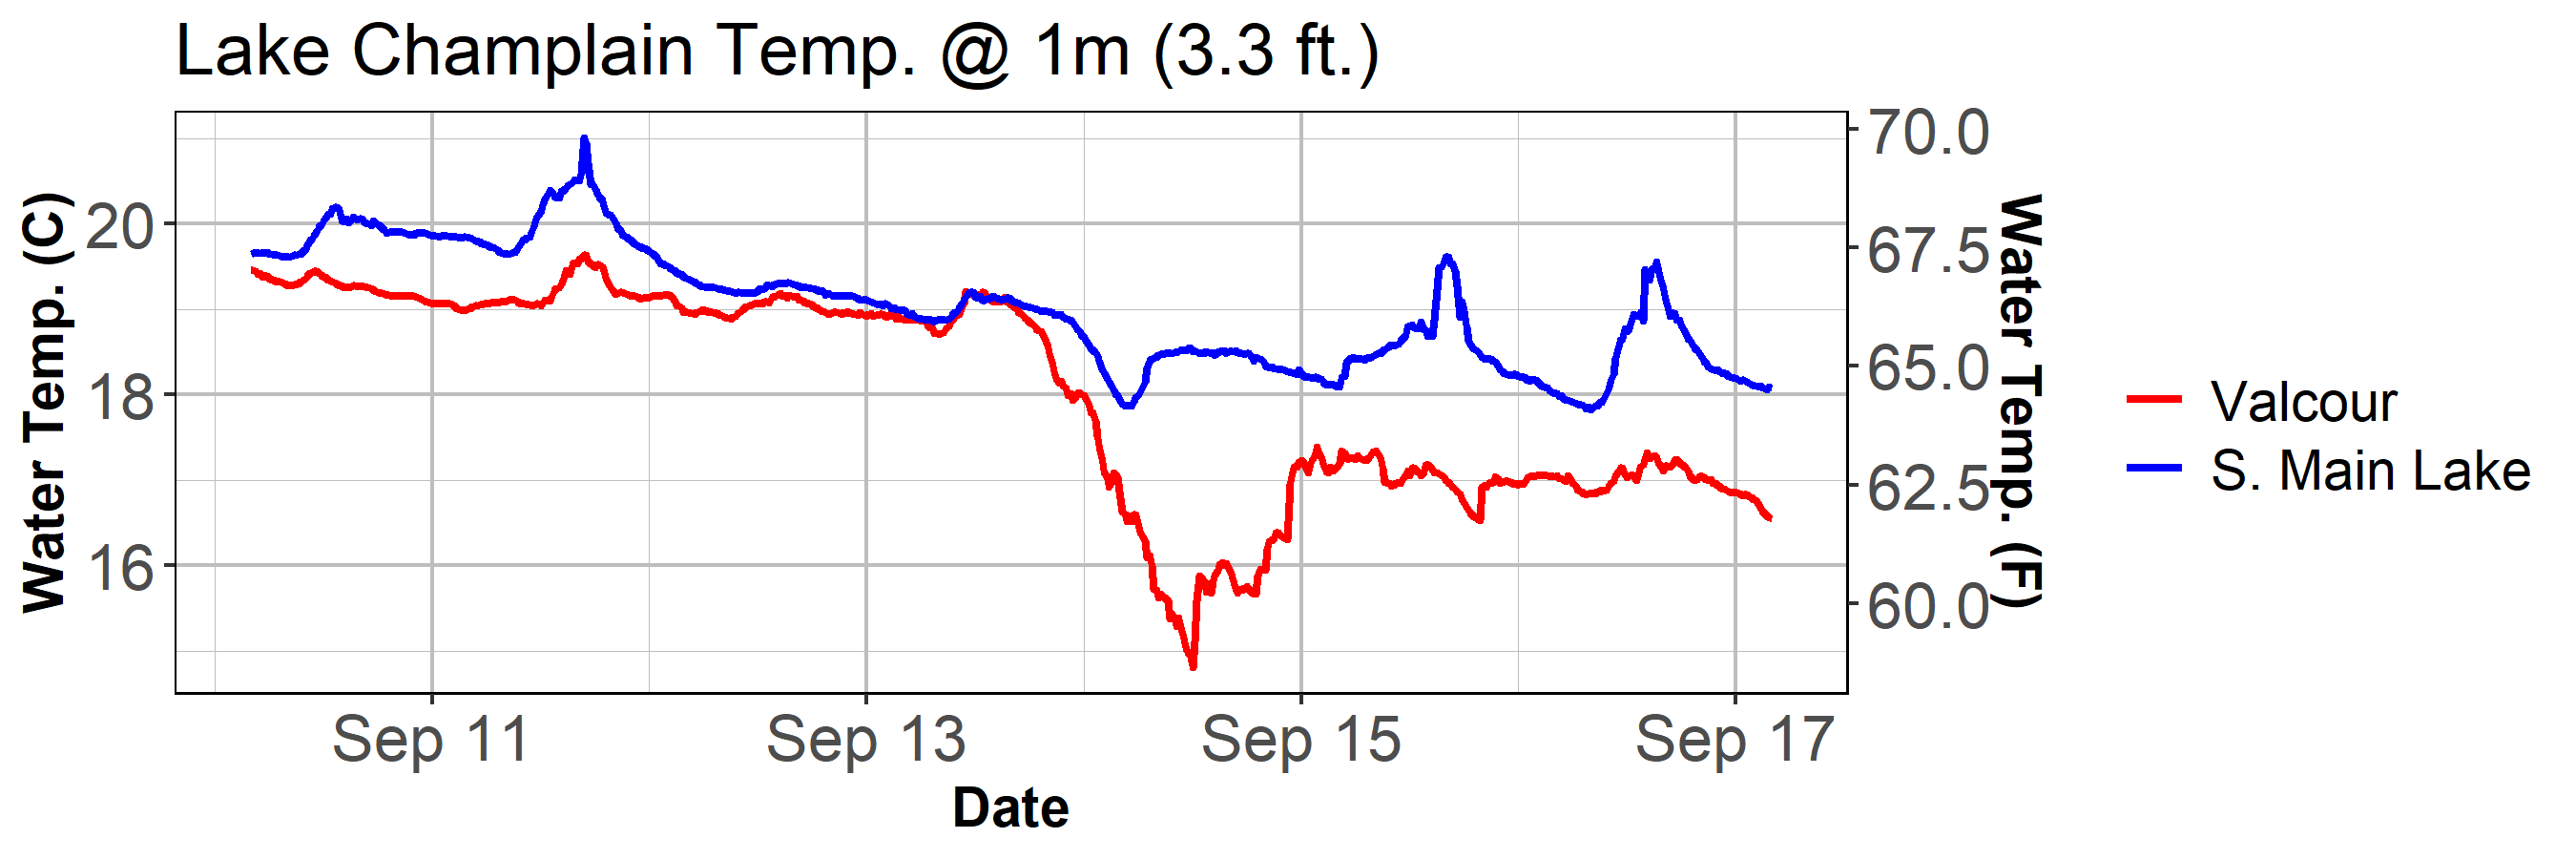 Lake Champlain Temp. @ 1m (3.3 ft.)
Water Temp. (C)
20
18
16
70.0
67.5
65.0
62.5
60.0
Water Temp. (F)
Sep 11
Sep 13
Sep 15
Sep 17
Date
Valcour
S. Main Lake